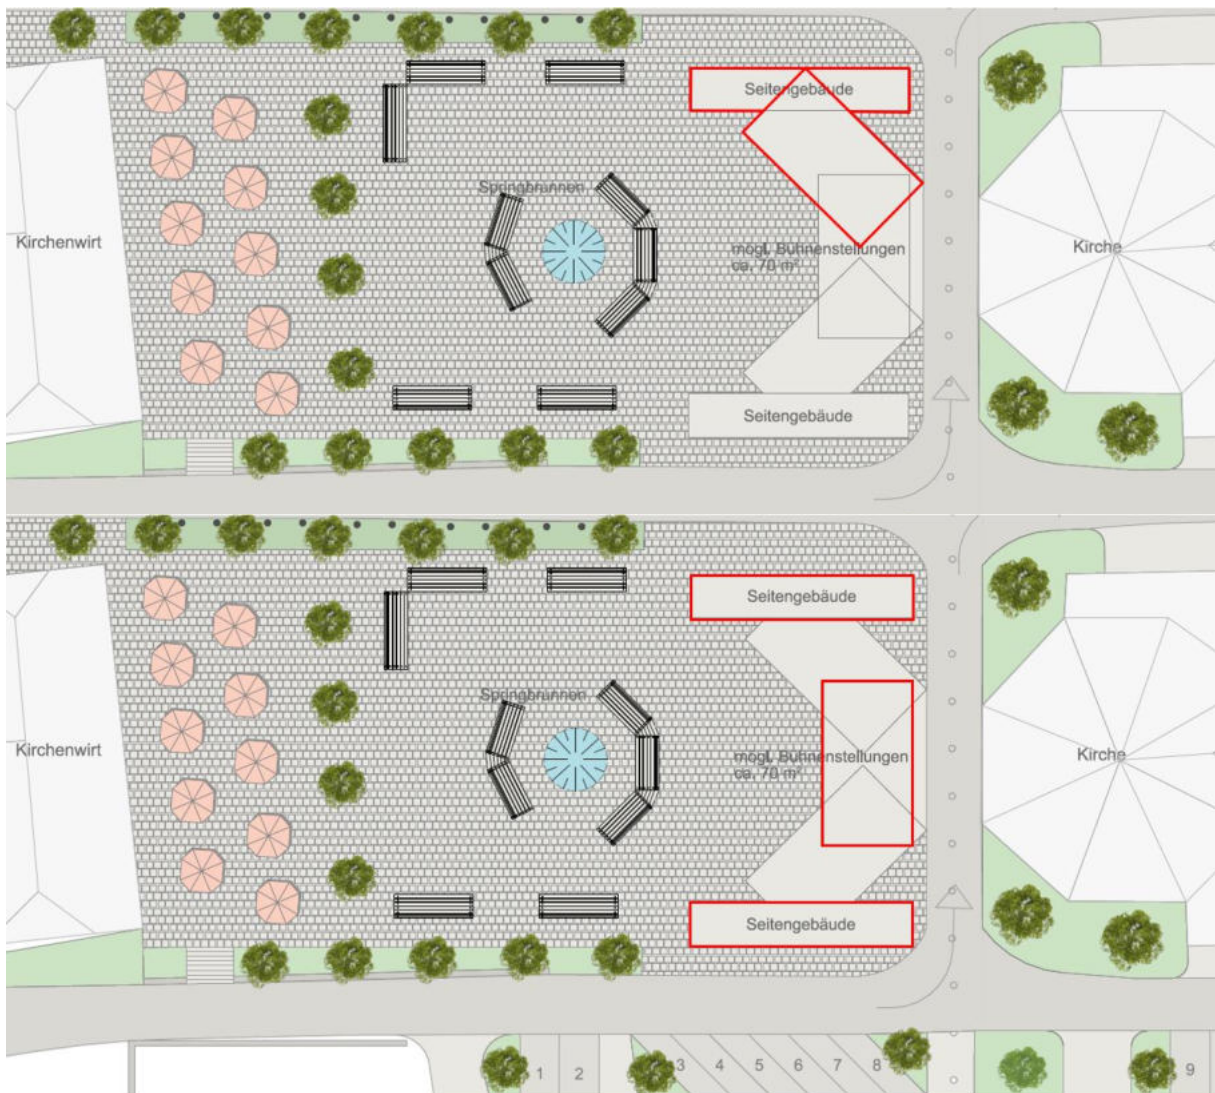 Seitengebäude
Springbrunnen
Kirchenwirt
mögl. Bühnenstellungen
ca. 70 m²
Kirche
Seitengebäude
Seitengebäude
Springbrunnen
Kirchenwirt
mögl. Bühnenstellungen
ca. 70 m²
Kirche
Seitengebäude
1 2 3 4 5 6 7 8 9